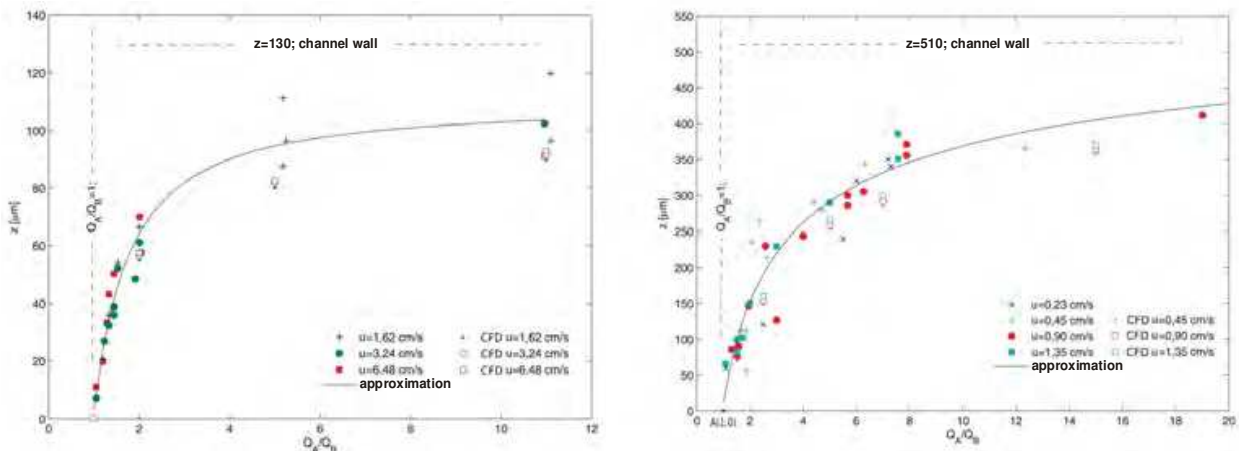 140
120
100
80
60
40
20
0
z [µm]
z=130; channel wall
Q_A/Q_B=1;
+ u=1,62 cm/s
u=3,24 cm/s
u=6.48 cm/s
CFD u=1,62 cm/s
CFD u=3,24 cm/s
CFD u=6.48 cm/s
approximation
0 2 4 6 8 10 12
Q_A/Q_B
550
500
450
400
350
300
250
200
150
100
50
0
z [µm]
z=510; channel wall
Q_A/Q_B=1;
u=0.23 cm/s
u=0,45 cm/s
u=0,90 cm/s
u=1,35 cm/s
CFD u=0,45 cm/s
CFD u=0,90 cm/s
CFD u=1,35 cm/s
approximation
0 2 4 6 8 10 12 14 16 18 20
A(1.0)
Q_A/Q_B